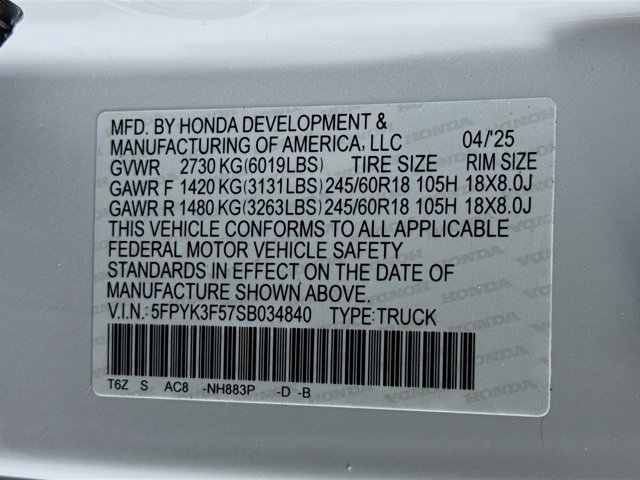 MFD. BY HONDA DEVELOPMENT &
MANUFACTURING OF AMERICA, LLC 04/'25
GVWR 2730 KG(6019LBS) TIRE SIZE RIM SIZE
GAWR F 1420 KG(3131LBS) 245/60R18 105H 18X8.0J
GAWR R 1480 KG(3263LBS) 245/60R18 105H 18X8.0J
THIS VEHICLE CONFORMS TO ALL APPLICABLE
FEDERAL MOTOR VEHICLE SAFETY
STANDARDS IN EFFECT ON THE DATE OF
MANUFACTURE SHOWN ABOVE.
V.I.N.: 5FPYK3F57SB034840 TYPE:TRUCK
T6Z S AC8 -NH883P -D -B